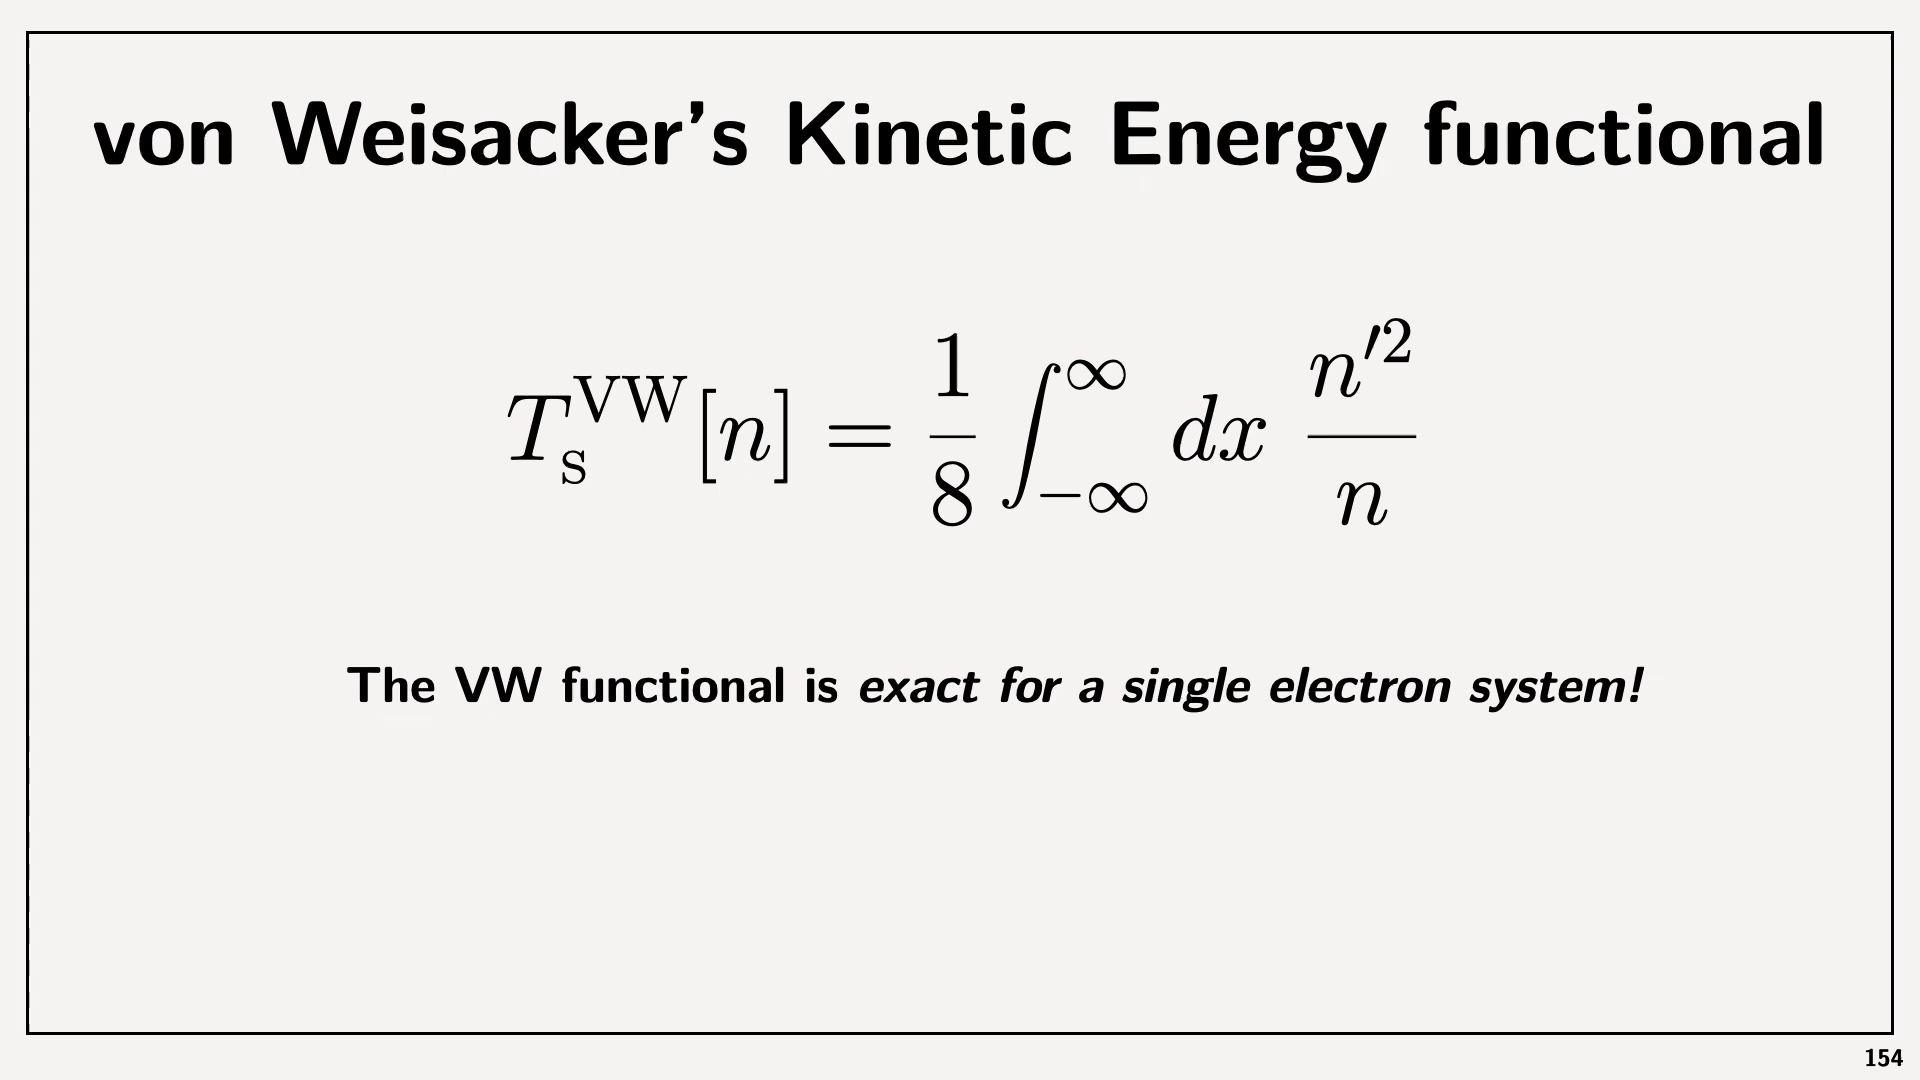 von Weisacker's Kinetic Energy functional
T_s^VW[n] = 1/8 ∫_{-∞}^{∞} dx n′²/n
The VW functional is exact for a single electron system!
154